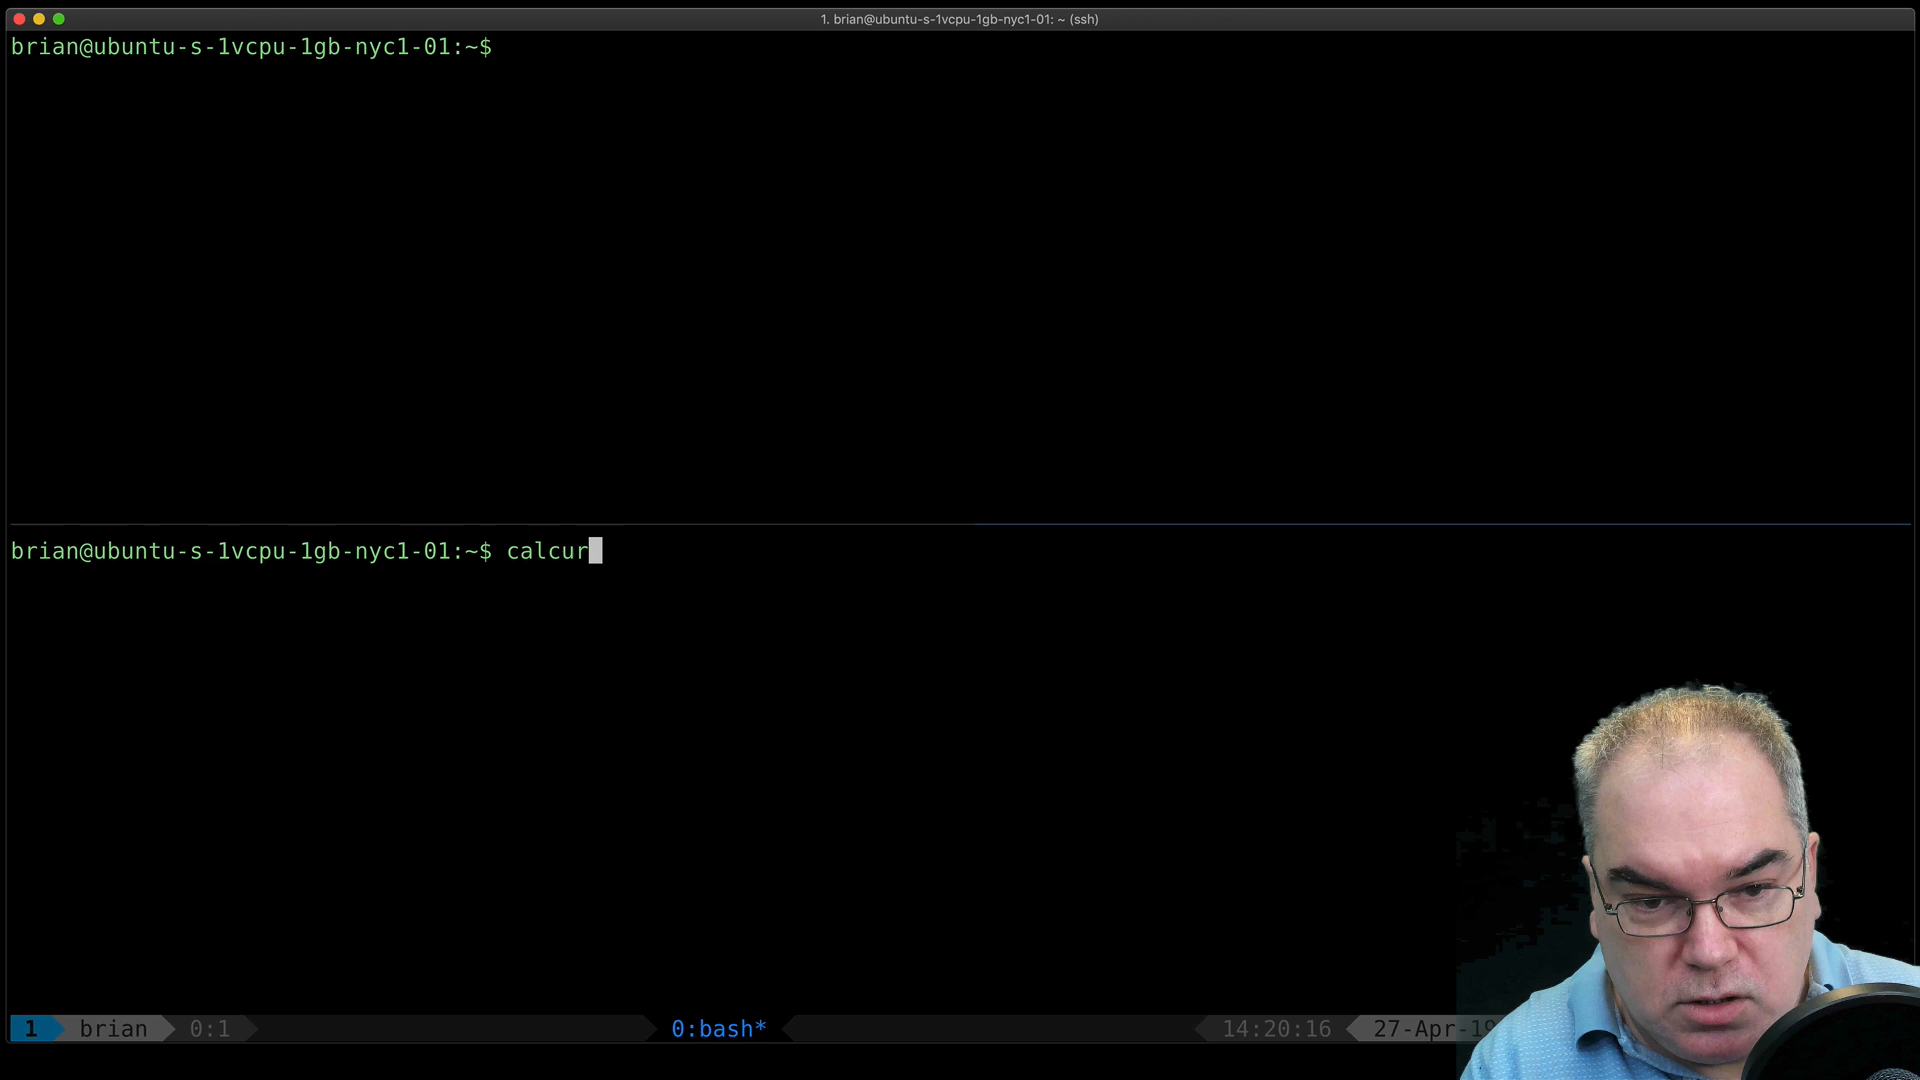 1. brian@ubuntu-s-1vcpu-1gb-nyc1-01: ~ (ssh)
brian@ubuntu-s-1vcpu-1gb-nyc1-01:~$
brian@ubuntu-s-1vcpu-1gb-nyc1-01:~$ calcur
1 brian 0:1 0:bash* 14:20:16 27-Apr-19